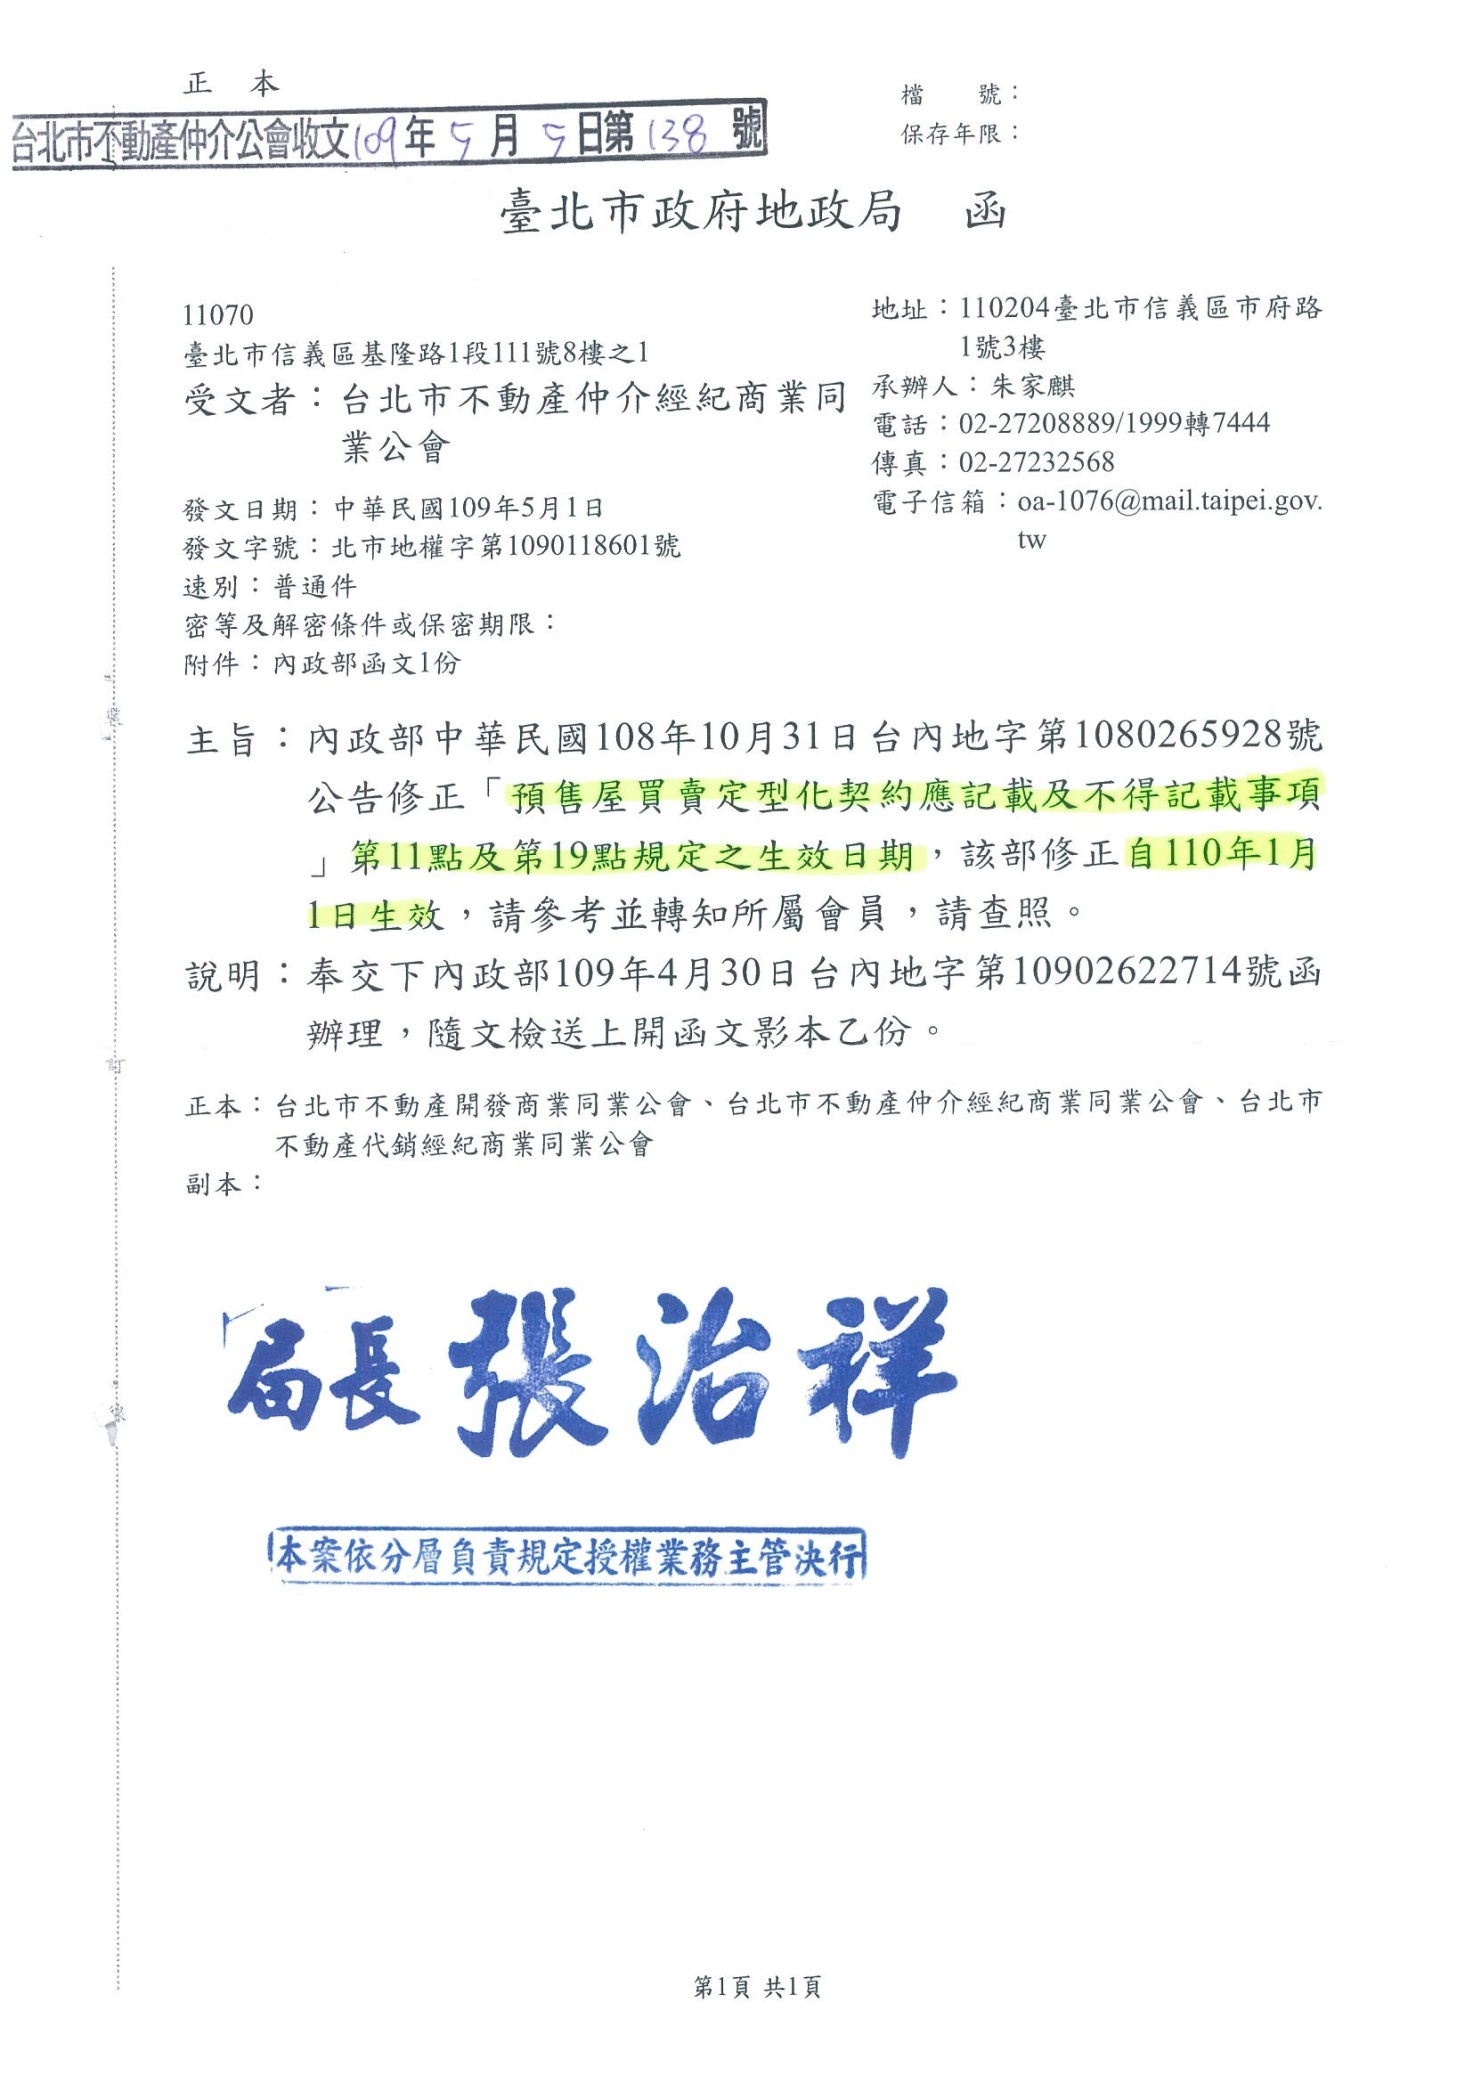 正 本
檔 號：
保存年限：
台北市不動產仲介公會收文109年5月5日第138號
臺北市政府地政局 函
11070
臺北市信義區基隆路1段111號8樓之1
受文者：台北市不動產仲介經紀商業同
業公會
地址：110204臺北市信義區市府路
1號3樓
承辦人：朱家麒
電話：02-27208889/1999轉7444
傳真：02-27232568
電子信箱：oa-1076@mail.taipei.gov.
tw
發文日期：中華民國109年5月1日
發文字號：北市地權字第1090118601號
速別：普通件
密等及解密條件或保密期限：
附件：內政部函文1份
主旨：內政部中華民國108年10月31日台內地字第1080265928號
公告修正「預售屋買賣定型化契約應記載及不得記載事項
」第11點及第19點規定之生效日期，該部修正自110年1月
1日生效，請參考並轉知所屬會員，請查照。
說明：奉交下內政部109年4月30日台內地字第10902622714號函
辦理，隨文檢送上開函文影本乙份。
正本：台北市不動產開發商業同業公會、台北市不動產仲介經紀商業同業公會、台北市
不動產代銷經紀商業同業公會
副本：
局長張治祥
本案依分層負責規定授權業務主管決行
裝
訂
線
第1頁 共1頁